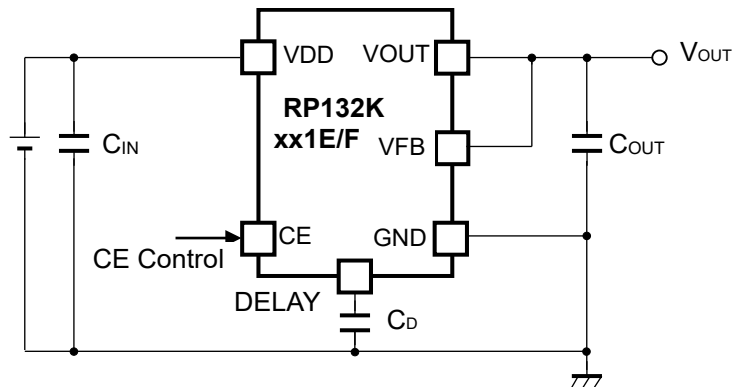 VDD
VOUT
VOUT
RP132K
xx1E/F
CIN
VFB
COUT
CE
GND
CE Control
DELAY
CD